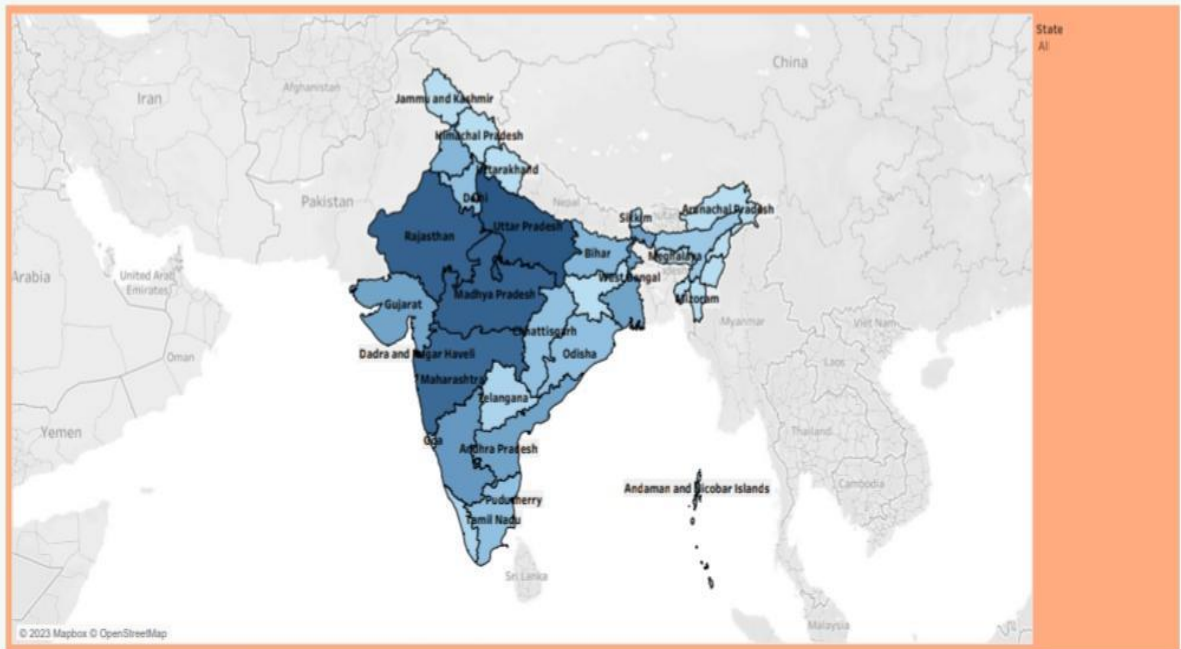 State
All
China
Iran
Afghanistan
Jammu and Kashmir
Himachal Pradesh
Uttarakhand
Pakistan
Delhi
Nepal
Sikkim
Arunachal Pradesh
Rajasthan
Uttar Pradesh
Bihar
Meghalaya
Arabia
United Arab
Emirates
West Bengal
Madhya Pradesh
Gujarat
Mizoram
Myanmar
Viet Nam
Chhattisgarh
Oman
Dadra and Nagar Haveli
Odisha
Laos
Maharashtra
Telangana
Yemen
Goa
Thailand
Andhra Pradesh
Cambodia
Andaman and Nicobar Islands
Puducherry
Tamil Nadu
Sri Lanka
Malaysia
© 2023 Mapbox © OpenStreetMap